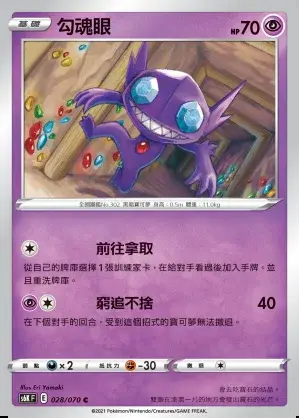 基礎 勾魂眼 HP70
全國圖鑑No.302 黑暗寶可夢 身高：0.5m 體重：11.0kg
前往拿取
從自己的牌庫選擇1張訓練家卡，在給對手看過後加入手牌。並
且重洗牌庫。
窮追不捨 40
在下個對手的回合，受到這個招式的寶可夢無法撤退。
弱點 ×2 抵抗力 -30 撤退
Illus. Eri Yamaki
S6K F E 028/070 C
會去吃寶石的結晶。
©2021 Pokémon/Nintendo/Creatures/GAME FREAK.